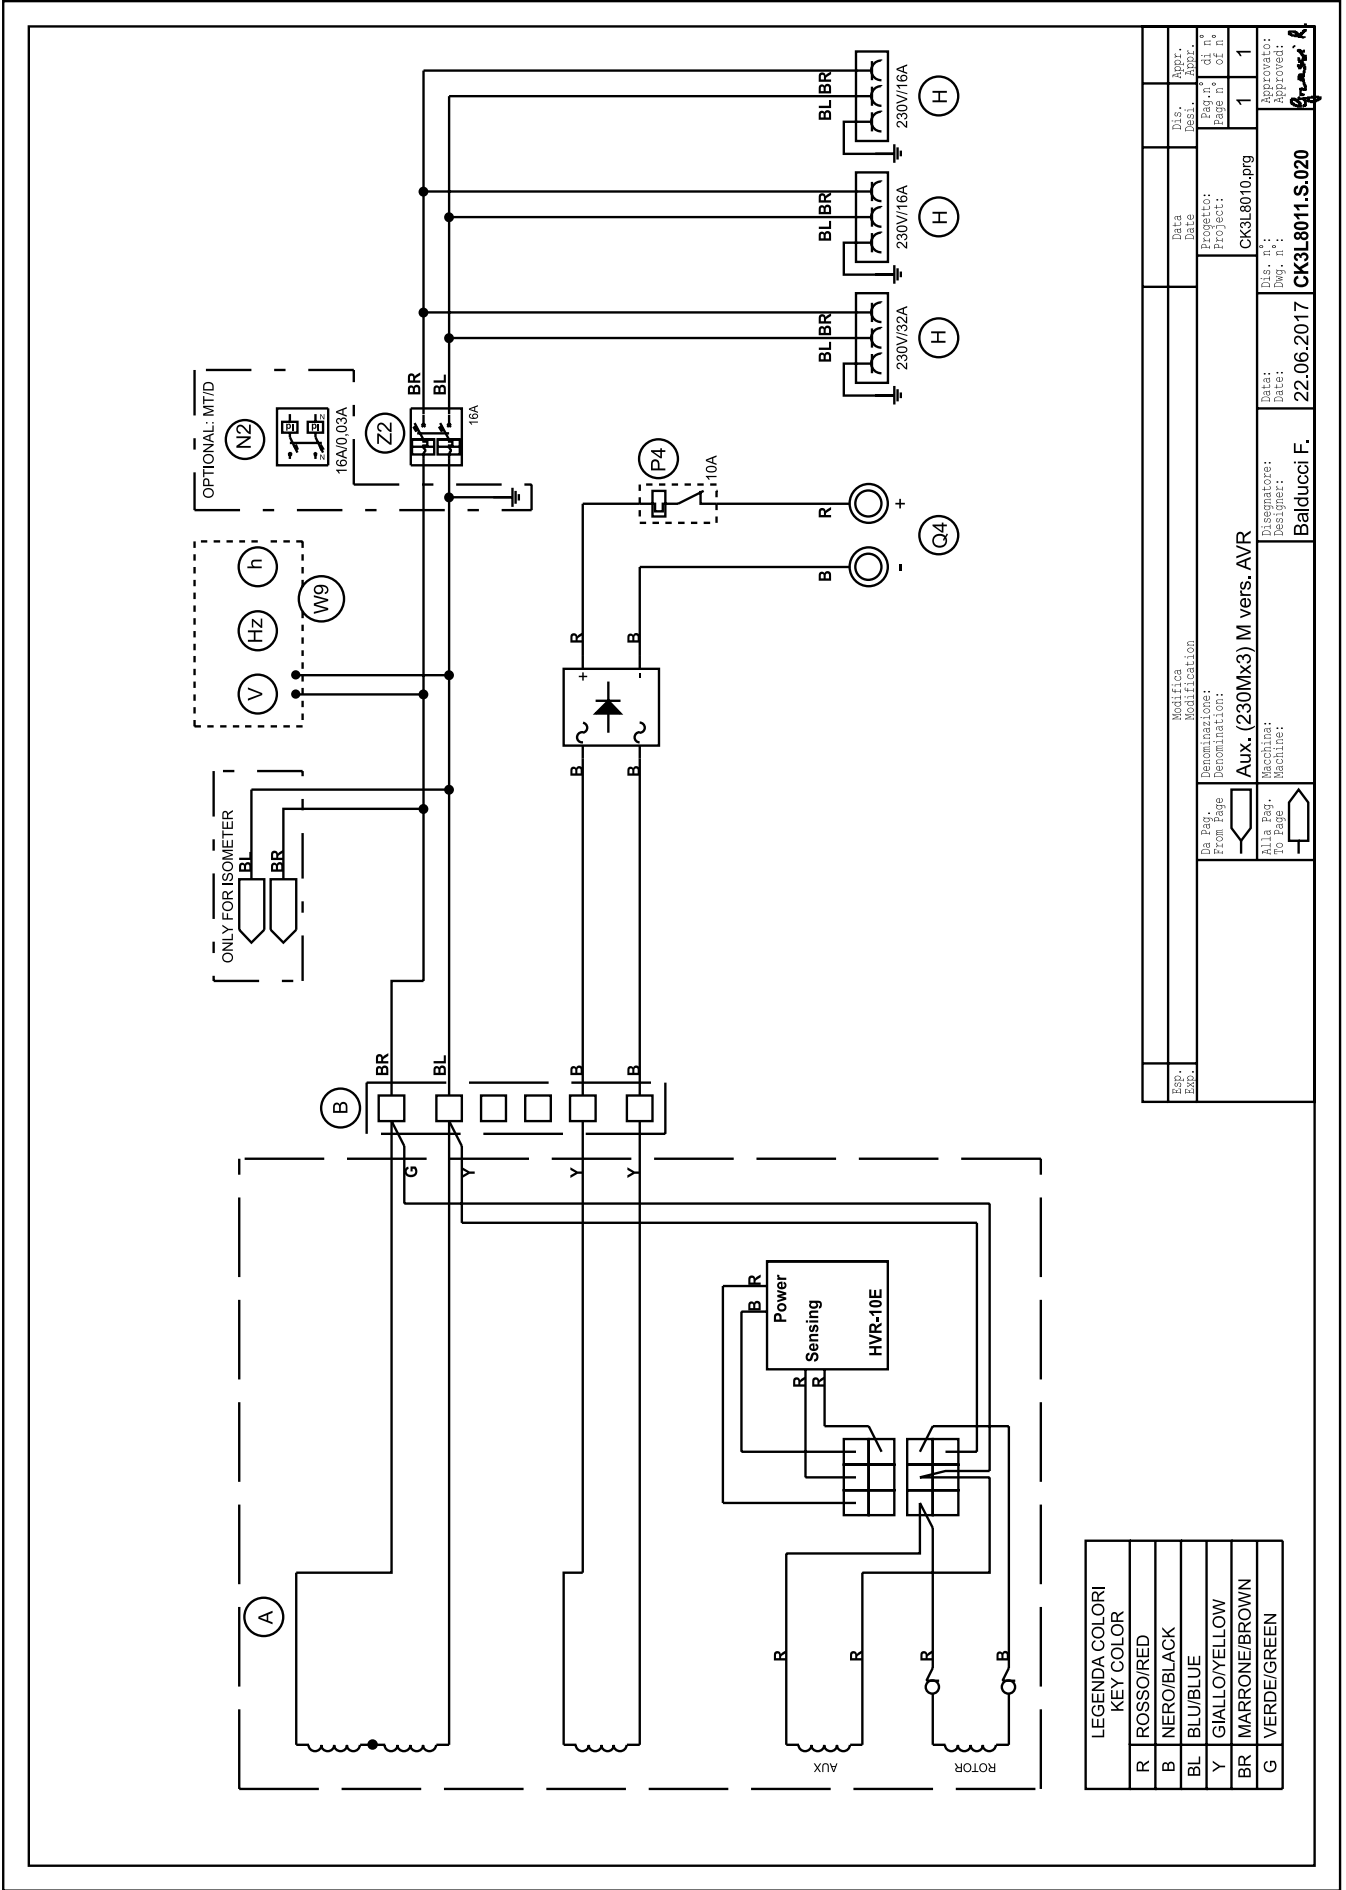 OPTIONAL: MT/D
N2
16A/0,03A
PI
PI
N
N
Z2
BR
BL
16A
W9
V
Hz
h
ONLY FOR ISOMETER
BL
BR
B
BR
BL
B
B
G
Y
Y
Y
A
B
B
R
B
+
-
P4
10A
R
B
+
-
Q4
BL BR
230V/32A
H
BL BR
230V/16A
H
BL BR
230V/16A
H
R
B
Power
Sensing
HVR-10E
R
R
R
R
R
B
AUX
ROTOR
LEGENDA COLORI
KEY COLOR
R ROSSO/RED
B NERO/BLACK
BL BLU/BLUE
Y GIALLO/YELLOW
BR MARRONE/BROWN
G VERDE/GREEN
Esp.
Exp.
Modifica
Modification
Data
Date
Dis.
Desi.
Appr.
Appr.
Da Pag.
From Page
Denominazione:
Denomination:
Aux. (230Mx3) M vers. AVR
Progetto:
Project:
CK3L8010.prg
Pag.n°
Page n°
1
di n°
of n°
1
Alla Pag.
To Page
Macchina:
Machine:
Disegnatore:
Designer:
Balducci F.
Data:
Date:
22.06.2017
Dis. n°:
Dwg. n°:
CK3L8011.S.020
Approvato:
Approved:
Grassi R.